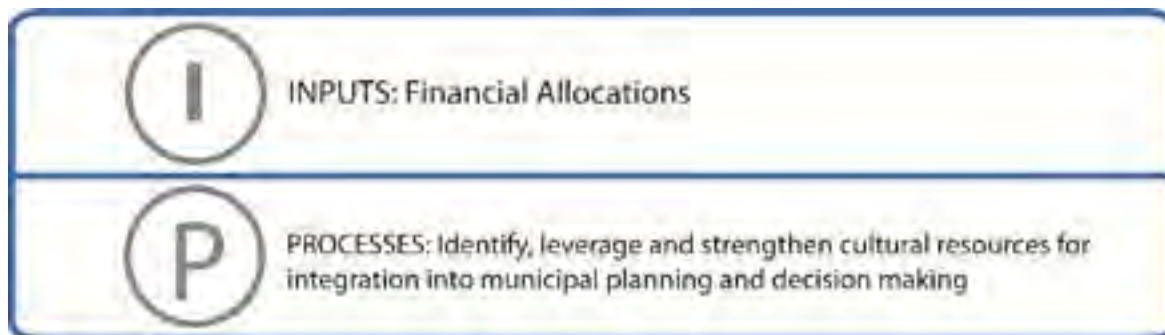 I
INPUTS: Financial Allocations
P
PROCESSES: Identify, leverage and strengthen cultural resources for
integration into municipal planning and decision making